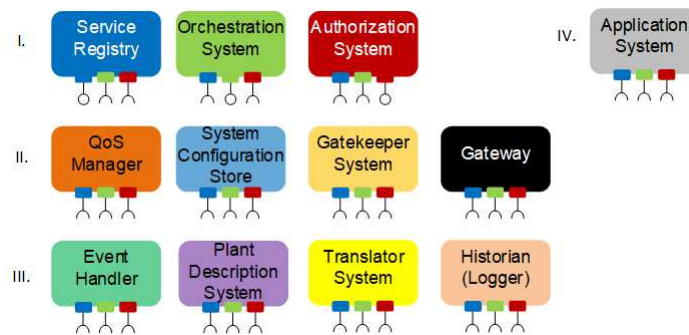 I.
Service
Registry
Orchestration
System
Authorization
System
IV.
Application
System
II.
QoS
Manager
System
Configuration
Store
Gatekeeper
System
Gateway
III.
Event
Handler
Plant
Description
System
Translator
System
Historian
(Logger)